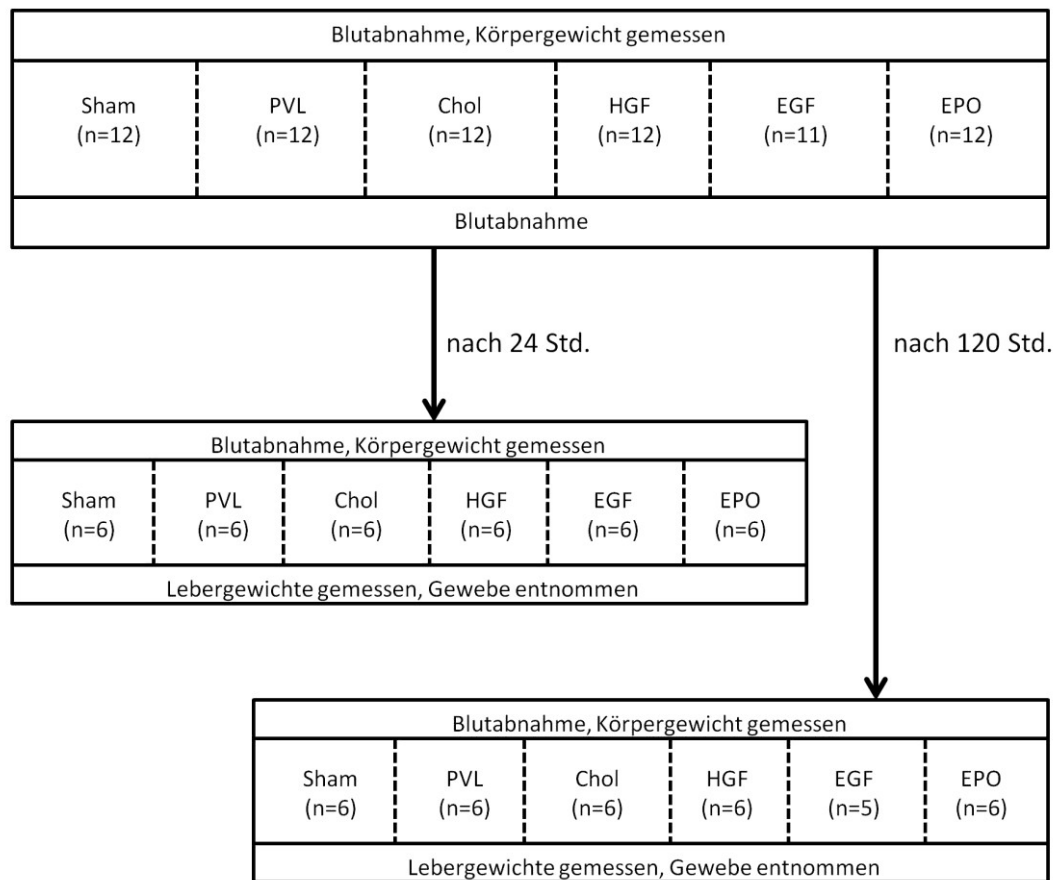 Blutabnahme, Körpergewicht gemessen
Sham PVL Chol HGF EGF EPO
(n=12) (n=12) (n=12) (n=12) (n=11) (n=12)
Blutabnahme
nach 24 Std. nach 120 Std.
Blutabnahme, Körpergewicht gemessen
Sham PVL Chol HGF EGF EPO
(n=6) (n=6) (n=6) (n=6) (n=6) (n=6)
Lebergewichte gemessen, Gewebe entnommen
Blutabnahme, Körpergewicht gemessen
Sham PVL Chol HGF EGF EPO
(n=6) (n=6) (n=6) (n=6) (n=5) (n=6)
Lebergewichte gemessen, Gewebe entnommen